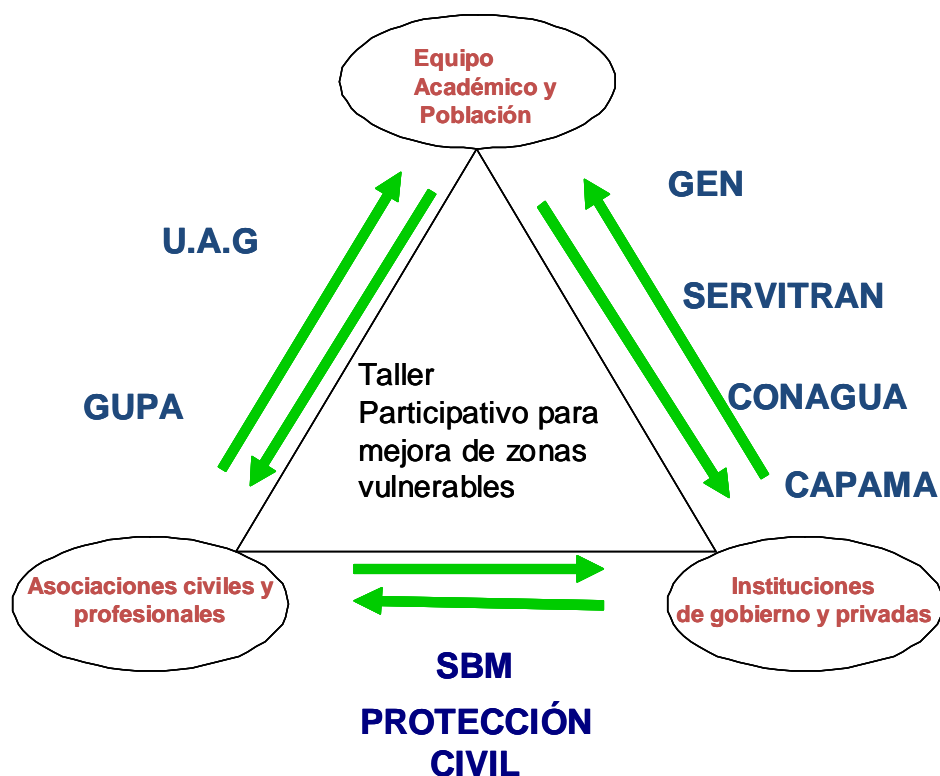 Equipo
Académico y
Población
GEN
U.A.G
SERVITRAN
Taller
Participativo para
mejora de zonas
vulnerables
GUPA
CONAGUA
CAPAMA
Asociaciones civiles y
profesionales
Instituciones
de gobierno y privadas
SBM
PROTECCIÓN
CIVIL